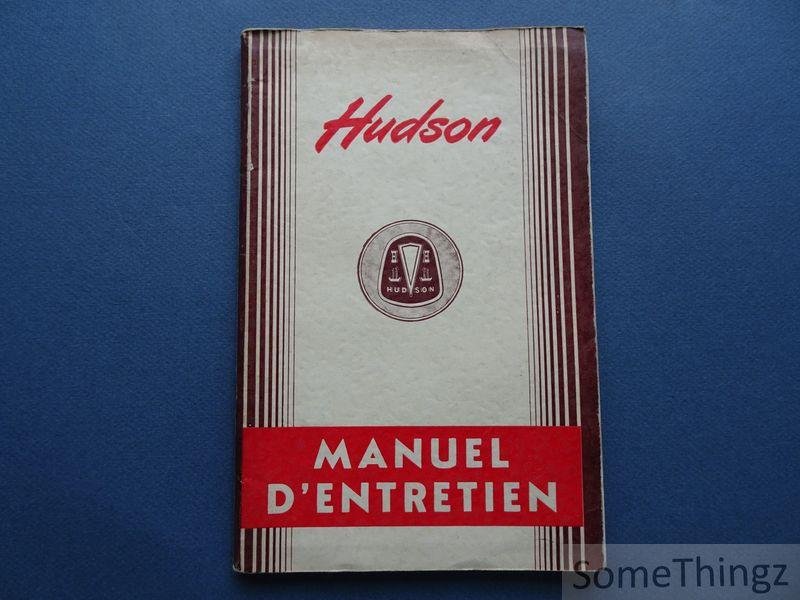 Hudson
HUDSON
MANUEL
D'ENTRETIEN
SomeThingz